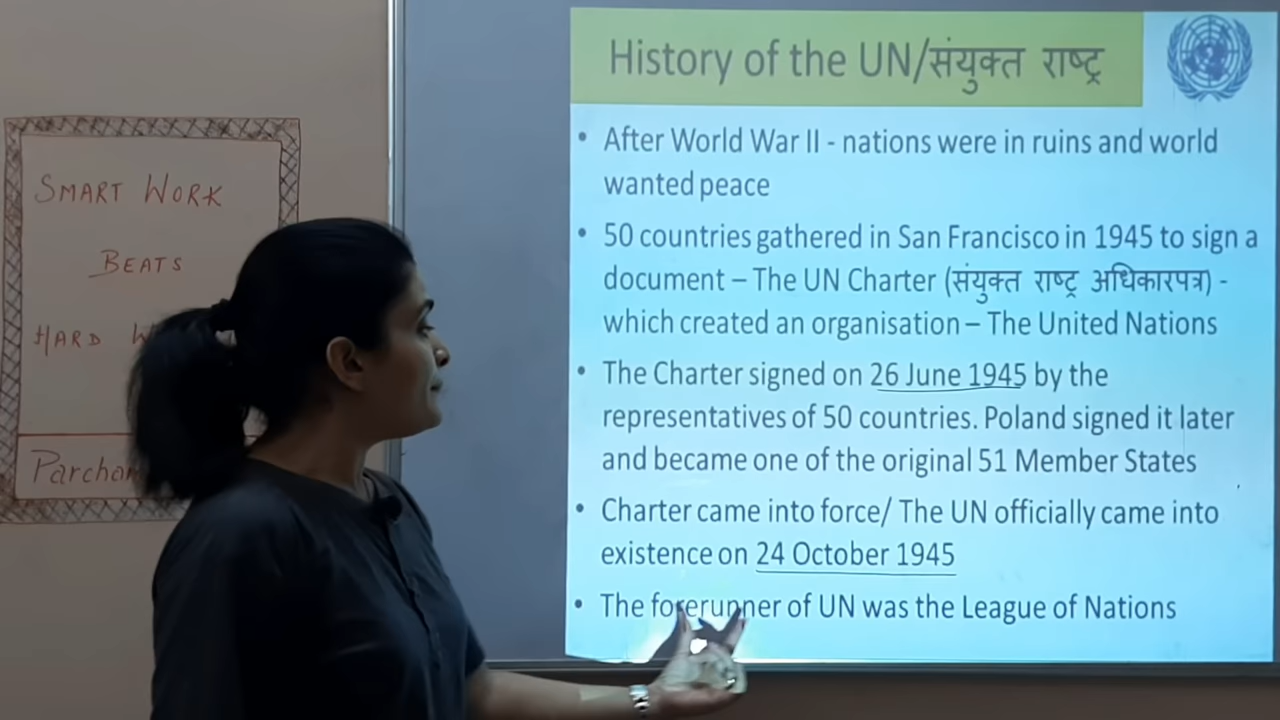 SMART WORK
BEATS
HARD
History of the UN/संयुक्त राष्ट्र
• After World War II - nations were in ruins and world
wanted peace
• 50 countries gathered in San Francisco in 1945 to sign a
document – The UN Charter (संयुक्त राष्ट्र अधिकारपत्र) -
which created an organisation – The United Nations
• The Charter signed on 26 June 1945 by the
representatives of 50 countries. Poland signed it later
and became one of the original 51 Member States
• Charter came into force/ The UN officially came into
existence on 24 October 1945
• The forerunner of UN was the League of Nations